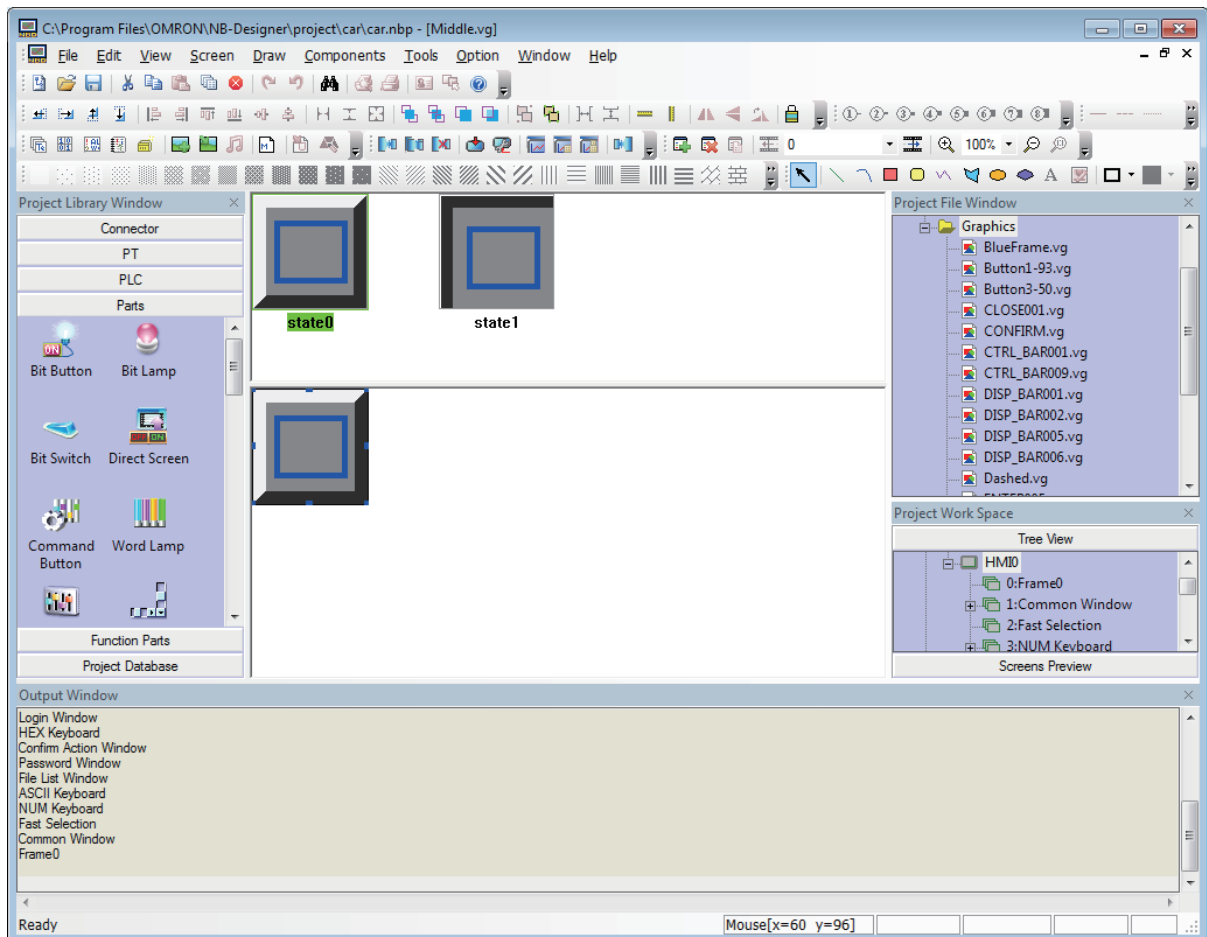 C:\Program Files\OMRON\NB-Designer\project\car\car.nbp - [Middle.vg]
File Edit View Screen Draw Components Tools Option Window Help
0 100%
A
Project Library Window
Connector
PT
PLC
Parts
Bit Button Bit Lamp
Bit Switch Direct Screen
Command Button Word Lamp
Function Parts
Project Database
state0 state1
Project File Window
Graphics
BlueFrame.vg
Button1-93.vg
Button3-50.vg
CLOSE001.vg
CONFIRM.vg
CTRL_BAR001.vg
CTRL_BAR009.vg
DISP_BAR001.vg
DISP_BAR002.vg
DISP_BAR005.vg
DISP_BAR006.vg
Dashed.vg
Project Work Space
Tree View
HMI0
0:Frame0
1:Common Window
2:Fast Selection
3:NUM Keyboard
Screens Preview
Output Window
Login Window
HEX Keyboard
Confirm Action Window
Password Window
File List Window
ASCII Keyboard
NUM Keyboard
Fast Selection
Common Window
Frame0
Ready Mouse[x=60 y=96]